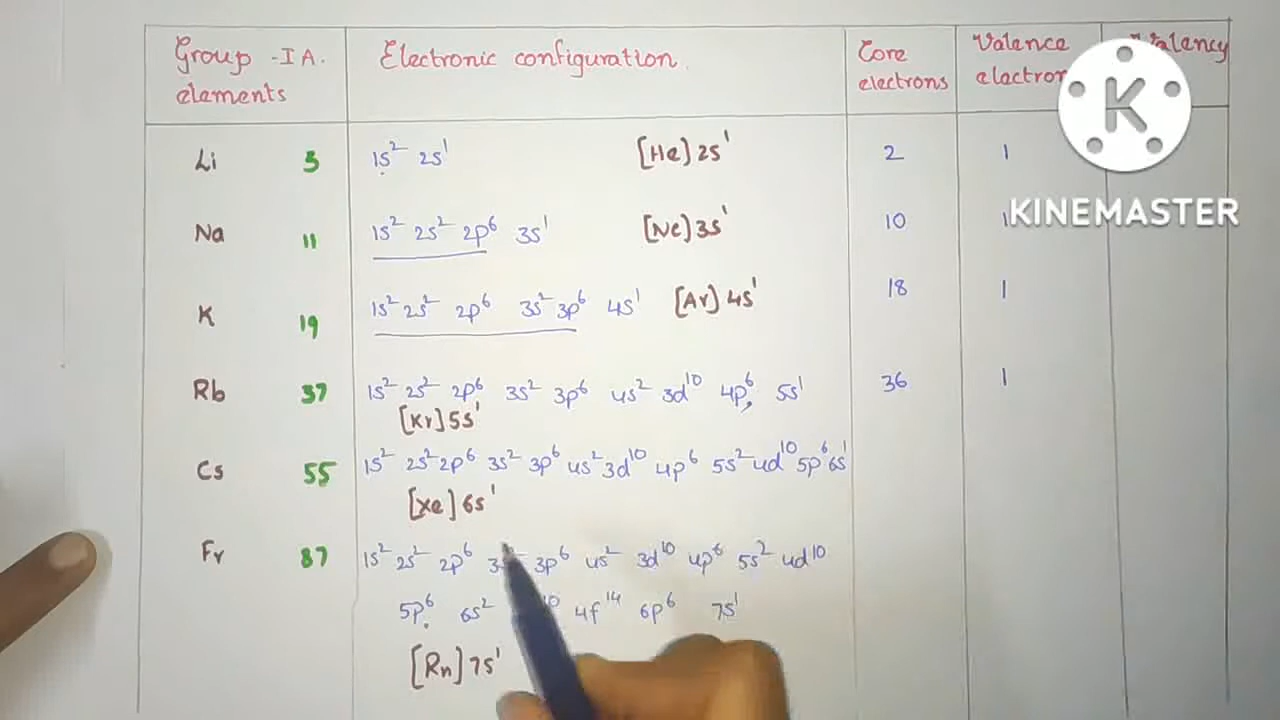 Group - I A. elements
Electronic configuration.
Core electrons
Valence electron
Valency
Li 3 1s² 2s¹ [He] 2s¹ 2 1
Na 11 1s² 2s² 2p⁶ 3s¹ [Ne] 3s¹ 10 1
K 19 1s² 2s² 2p⁶ 3s² 3p⁶ 4s¹ [Ar] 4s¹ 18 1
Rb 37 1s² 2s² 2p⁶ 3s² 3p⁶ 4s² 3d¹⁰ 4p⁶ 5s¹ 36 1
[Kr] 5s¹
Cs 55 1s² 2s² 2p⁶ 3s² 3p⁶ 4s² 3d¹⁰ 4p⁶ 5s² 4d¹⁰ 5p⁶ 6s¹
[Xe] 6s¹
Fr 87 1s² 2s² 2p⁶ 3p⁶ 4s² 3d¹⁰ 4p⁶ 5s² 4d¹⁰
5p⁶ 6s² 4f¹⁴ 6p⁶ 7s¹
[Rn] 7s¹
K
KINEMASTER